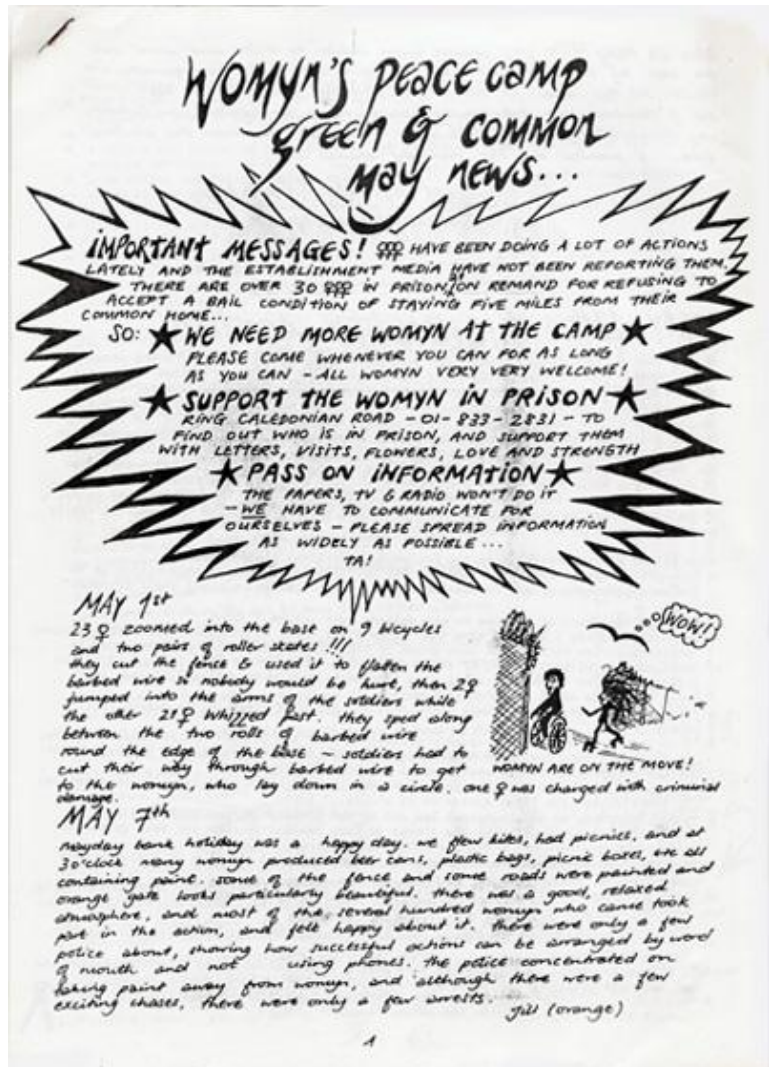 WOMYN'S PEACE CAMP
green & COMMON
May NEWS...
IMPORTANT MESSAGES! ♀♀♀ HAVE BEEN DOING A LOT OF ACTIONS
LATELY AND THE ESTABLISHMENT MEDIA HAVE NOT BEEN REPORTING THEM.
THERE ARE OVER 30 ♀♀♀ IN PRISON ON REMAND FOR REFUSING TO
ACCEPT A BAIL CONDITION OF STAYING FIVE MILES FROM THEIR
COMMON HOME...
SO: ★ WE NEED MORE WOMYN AT THE CAMP ★
PLEASE COME WHENEVER YOU CAN FOR AS LONG
AS YOU CAN - ALL WOMYN VERY VERY WELCOME!
★ SUPPORT THE WOMYN IN PRISON ★
RING CALEDONIAN ROAD - 01-833-2831 - TO
FIND OUT WHO IS IN PRISON, AND SUPPORT THEM
WITH LETTERS, VISITS, FLOWERS, LOVE AND STRENGTH
★ PASS ON INFORMATION ★
THE PAPERS, TV & RADIO WON'T DO IT
- WE HAVE TO COMMUNICATE FOR
OURSELVES - PLEASE SPREAD INFORMATION
AS WIDELY AS POSSIBLE...
TA!
MAY 1st
23 ♀ zoomed into the base on 9 bicycles
and two pairs of roller skates !!!
they cut the fence & used it to flatten the
barbed wire so nobody would be hurt, then 2♀
jumped into the arms of the soldiers while
the other 21♀ whizzed past. they sped along
between the two rolls of barbed wire
round the edge of the base ~ soldiers had to
cut their way through barbed wire to get
to the womyn, who lay down in a circle. one ♀ was charged with criminal
damage.
WOW!
WOMYN ARE ON THE MOVE!
MAY 7th
mayday bank holiday was a happy day. we flew kites, had picnics, and at
3 o'clock many womyn produced beer cans, plastic bags, picnic boxes, etc all
containing paint. some of the fence and some roads were painted and
orange gate looks particularly beautiful. there was a good, relaxed
atmosphere, and most of the several hundred womyn who came took
part in the action, and felt happy about it. there were only a few
police about, showing how successful actions can be arranged by word
of mouth and not using phones. the police concentrated on
taking paint away from womyn, and although there were a few
exciting chases, there were only a few arrests.
Jill (orange)
1